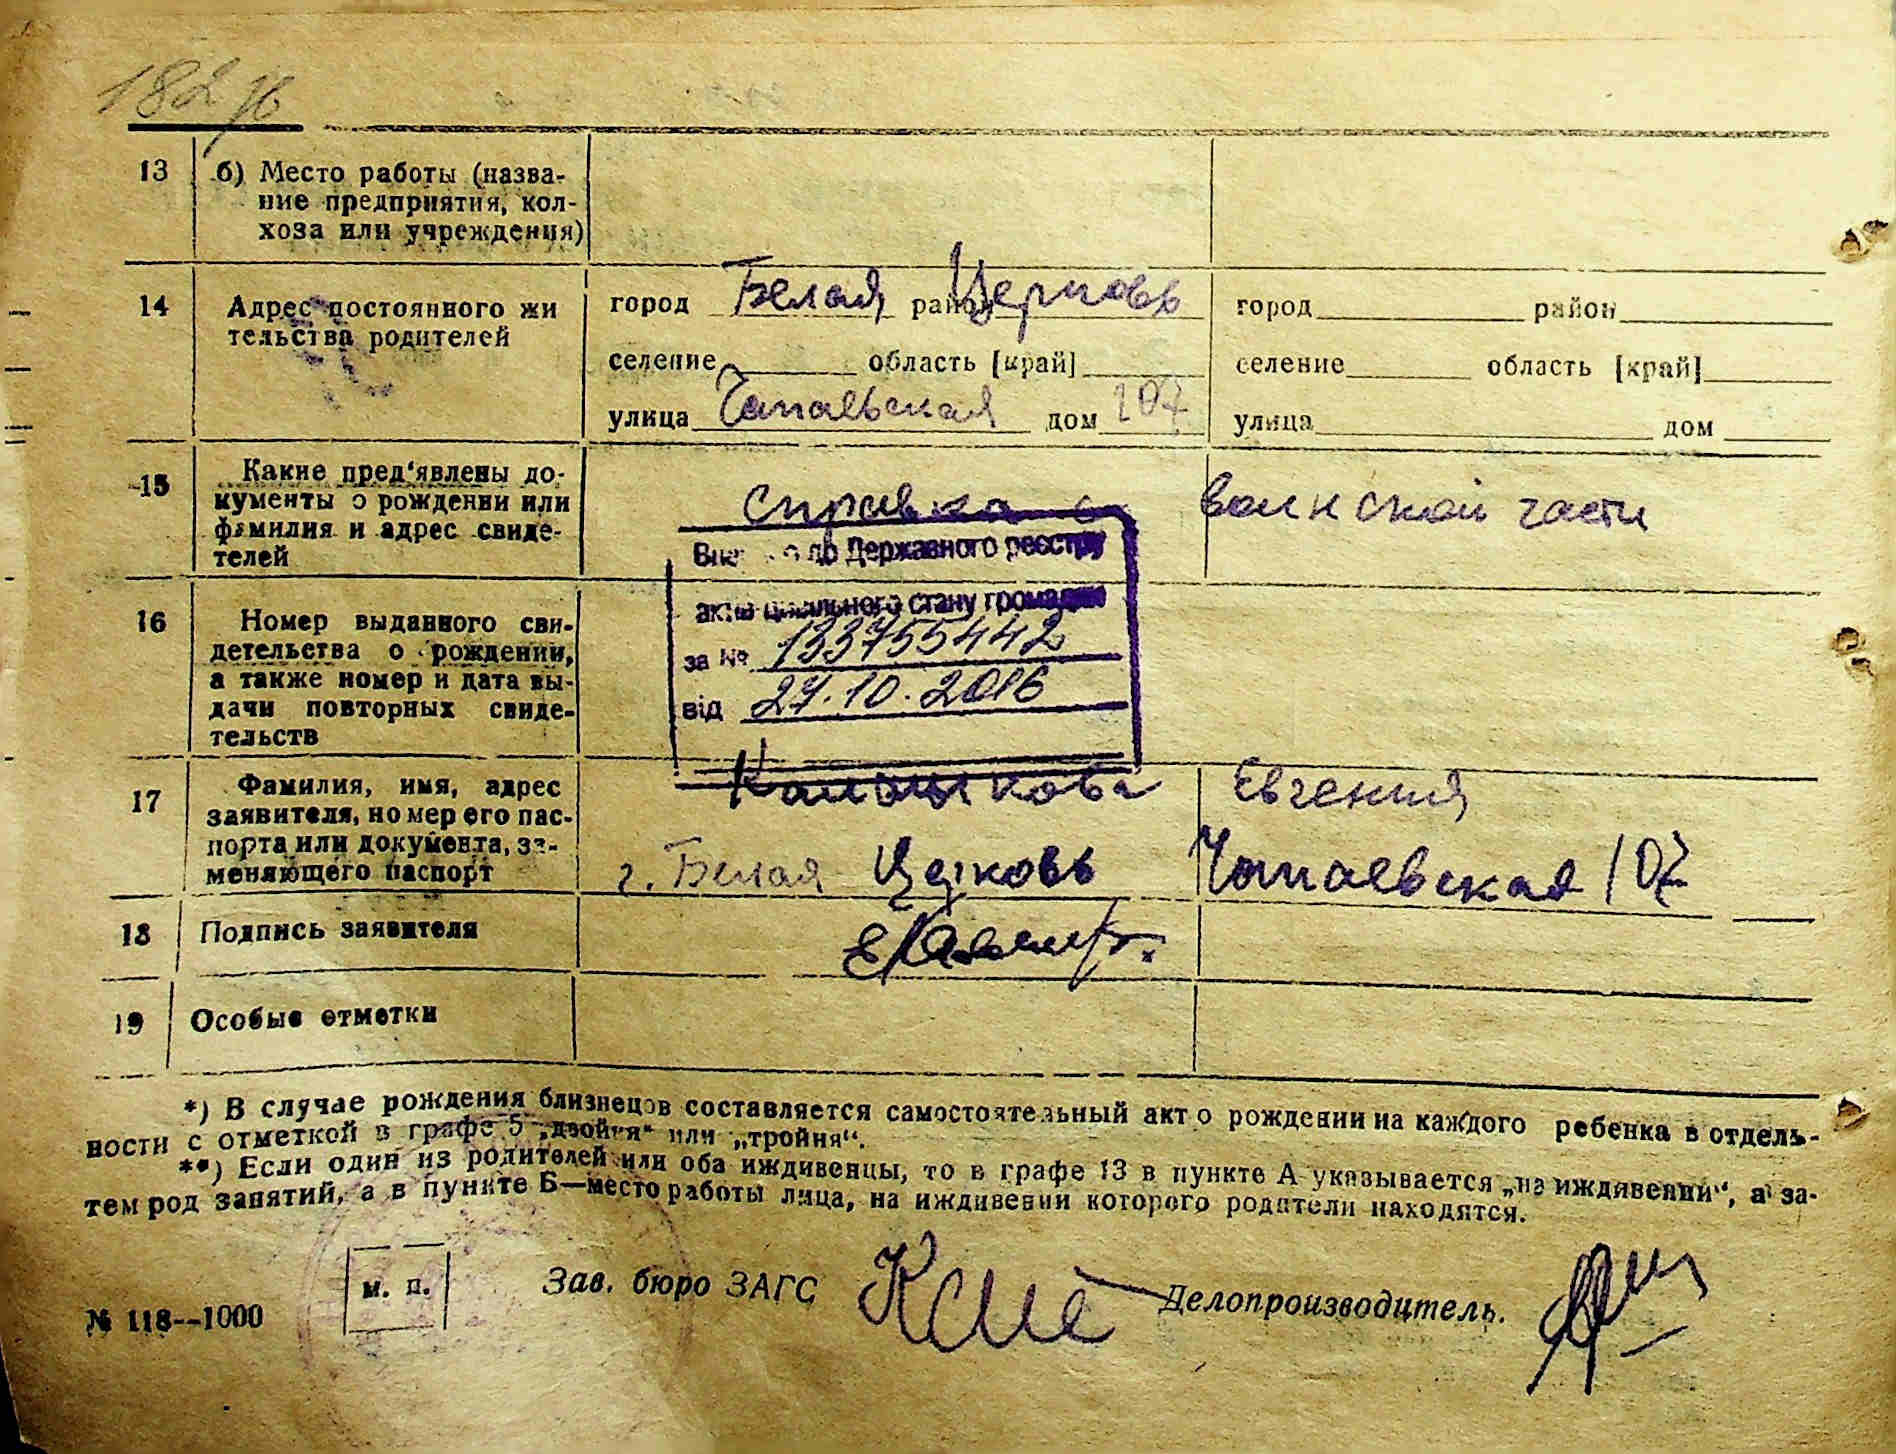 182
13 б) Место работы (назва-
ние предприятия, кол-
хоза или учреждения)
14 Адрес постоянного жи
тельства родителей
город Белая район Церковь
селение область [край]
улица Чапаевская дом 107
город район
селение область [край]
улица дом
15 Какие пред‘явлены до-
кументы о рождении или
фамилия и адрес свиде-
телей
справка с воинской части
до Державного реєстру
актів цивільного стану громадян
за № 133755442
від 27.10.2016
16 Номер выданного сви-
детельства о рождении,
а также номер и дата вы-
дачи повторных свиде-
тельств
17 Фамилия, имя, адрес
заявителя, номер его пас-
порта или документа, за-
меняющего паспорт
Калашникова Евгения
г. Белая Церковь Чапаевская 107
18 Подпись заявителя
19 Особые отметки
*) В случае рождения близнецов составляется самостоятельный акт о рождении на каждого ребенка в отдель-
ности с отметкой в графе 5 „двойня“ или „тройня“.
**) Если один из родителей или оба иждивенцы, то в графе 13 в пункте А указывается „на иждивении“, а за-
тем род занятий, а в пункте Б—место работы лица, на иждивении которого родители находятся.
м. п.
Зав. бюро ЗАГС
Делопроизводитель.
№ 118--1000